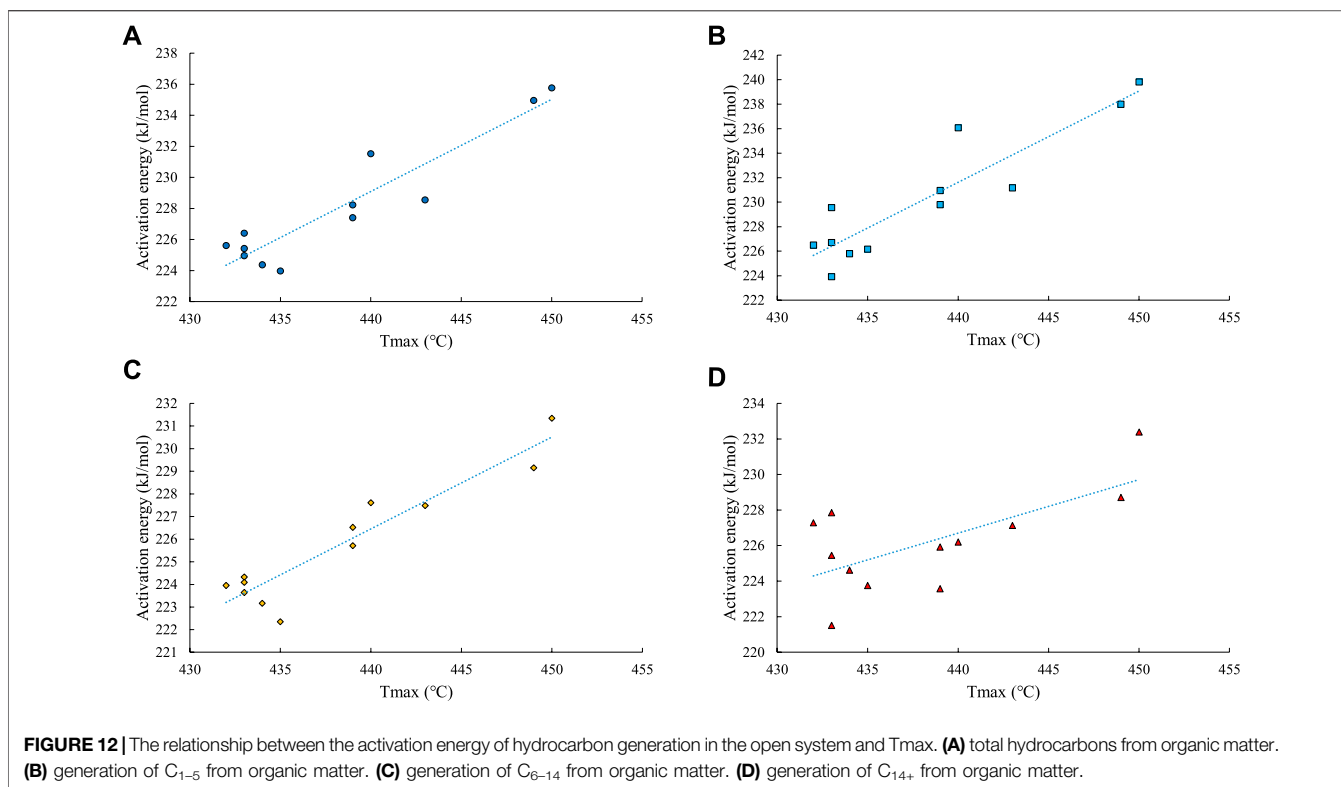 A
238
236
234
232
230
228
226
224
222
Activation energy (kJ/mol)
430 435 440 445 450 455
Tmax (°C)
B
242
240
238
236
234
232
230
228
226
224
222
Activation energy (kJ/mol)
430 435 440 445 450 455
Tmax (°C)
C
232
231
230
229
228
227
226
225
224
223
222
221
Activation energy (kJ/mol)
430 435 440 445 450 455
Tmax (°C)
D
234
232
230
228
226
224
222
220
Activation energy (kJ/mol)
430 435 440 445 450 455
Tmax (°C)
FIGURE 12 | The relationship between the activation energy of hydrocarbon generation in the open system and Tmax. (A) total hydrocarbons from organic matter.
(B) generation of C1–5 from organic matter. (C) generation of C6–14 from organic matter. (D) generation of C14+ from organic matter.